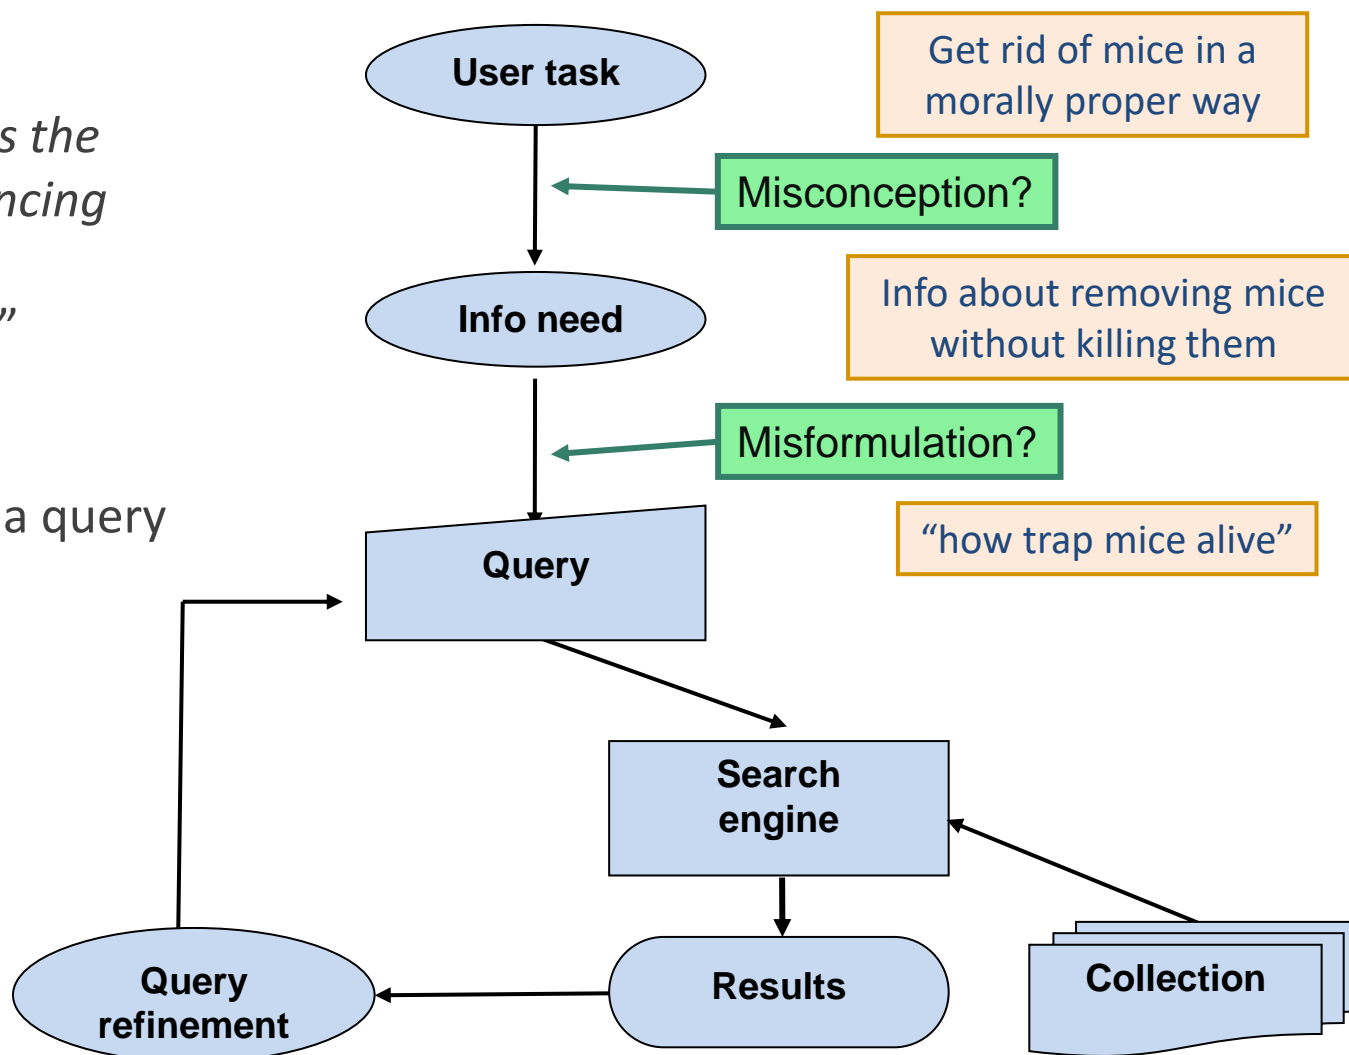 User task
Get rid of mice in a
morally proper way
s the
ncing
”
Misconception?
Info need
Info about removing mice
without killing them
Misformulation?
a query
Query
“how trap mice alive”
Search
engine
Query
refinement
Results
Collection